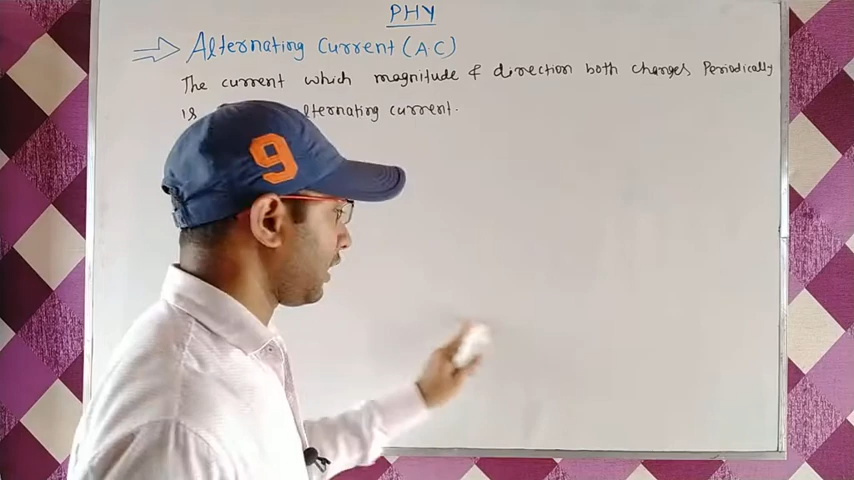 PHY
Alternating Current (AC)
The current which magnitude & direction both changes Periodically
is alternating current.
9